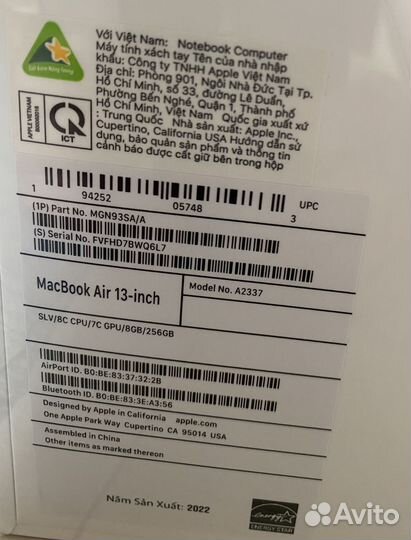 Với Việt Nam: Notebook Computer
Máy tính xách tay Tên của nhà nhập
khẩu: Công ty TNHH Apple Việt Nam
Địa chỉ: Phòng 901, Ngôi Nhà Đức Tại Tp.
Hồ Chí Minh, số 33, đường Lê Duẩn,
Phường Bến Nghé, Quận 1, Thành phố
Hồ Chí Minh, Việt Nam Quốc gia xuất xứ
: Trung Quốc Nhà sản xuất: Apple Inc.,
Cupertino, California USA Hướng dẫn sử
dụng, bảo quản sản phẩm và thông tin
cảnh báo được cất giữ bên trong hộp
APPLE VIETNAM
ICT
1 94252 05748 3 UPC
(1P) Part No. MGN93SA/A
(S) Serial No. FVFHD7BWQ6L7
MacBook Air 13-inch
Model No. A2337
SLV/8C CPU/7C GPU/8GB/256GB
AirPort ID. B0:BE:83:37:32:2B
Bluetooth ID. B0:BE:83:3E:A3:56
Designed by Apple in California apple.com
One Apple Park Way Cupertino CA 95014 USA
Assembled in China
Other items as marked thereon
Năm Sản Xuất: 2022
energy
ENERGY STAR
Avito